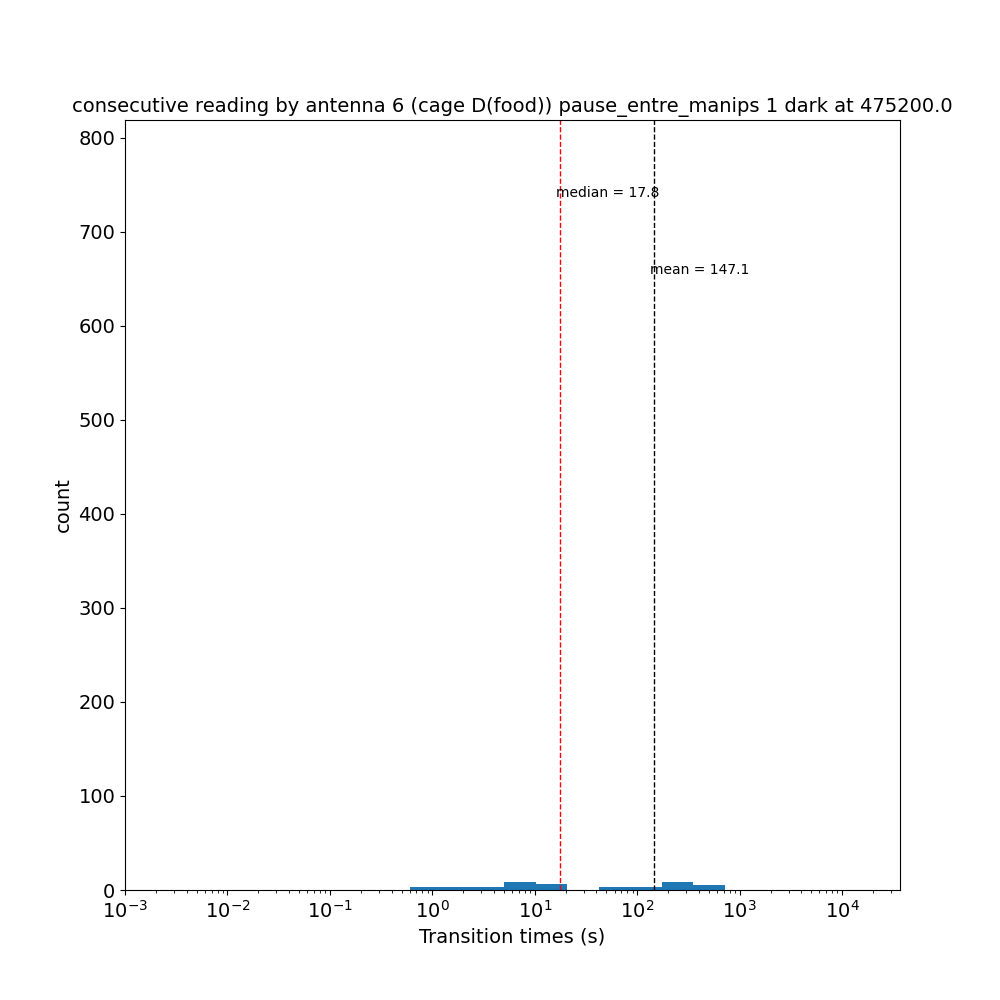 consecutive reading by antenna 6 (cage D(food)) pause_entre_manips 1 dark at 475200.0
800
median = 17.8
700
mean = 147.1
600
500
count
400
300
200
100
0
10⁻³ 10⁻² 10⁻¹ 10⁰ 10¹ 10² 10³ 10⁴
Transition times (s)